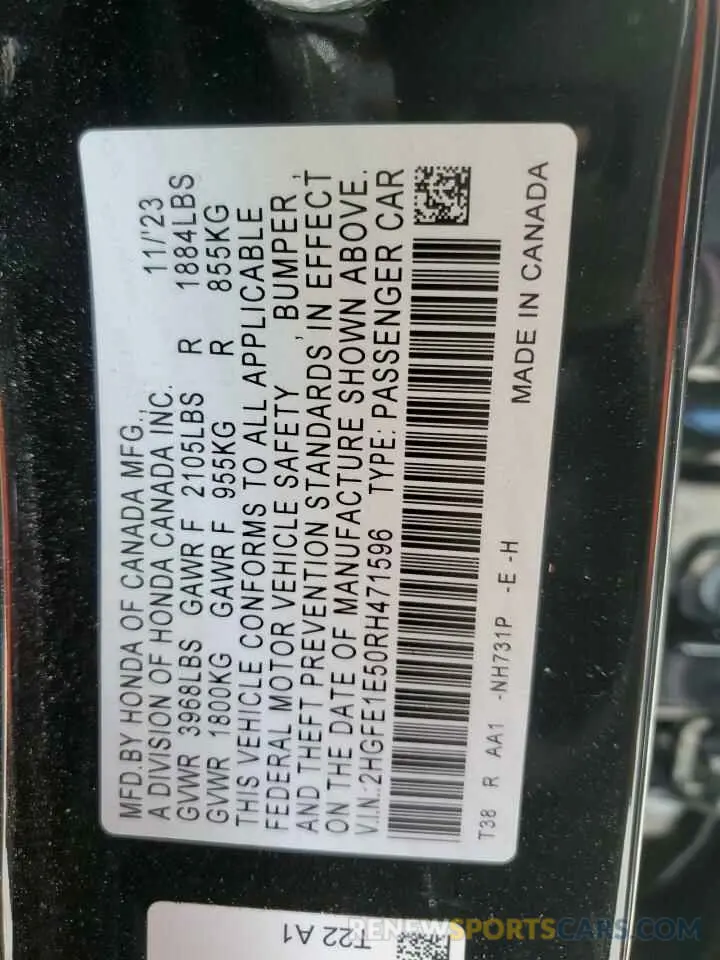 MFD.BY HONDA OF CANADA MFG.,
A DIVISION OF HONDA CANADA INC. 11/'23
GVWR 3968LBS GAWR F 2105LBS R 1884LBS
GVWR 1800KG GAWR F 955KG R 855KG
THIS VEHICLE CONFORMS TO ALL APPLICABLE
FEDERAL MOTOR VEHICLE SAFETY , BUMPER ,
AND THEFT PREVENTION STANDARDS IN EFFECT
ON THE DATE OF MANUFACTURE SHOWN ABOVE.
V.I.N.:2HGFE1E50RH471596 TYPE: PASSENGER CAR
T38 R AA1 -NH731P -E -H
MADE IN CANADA
T22 A1
RENEWSPORTSCARS.COM